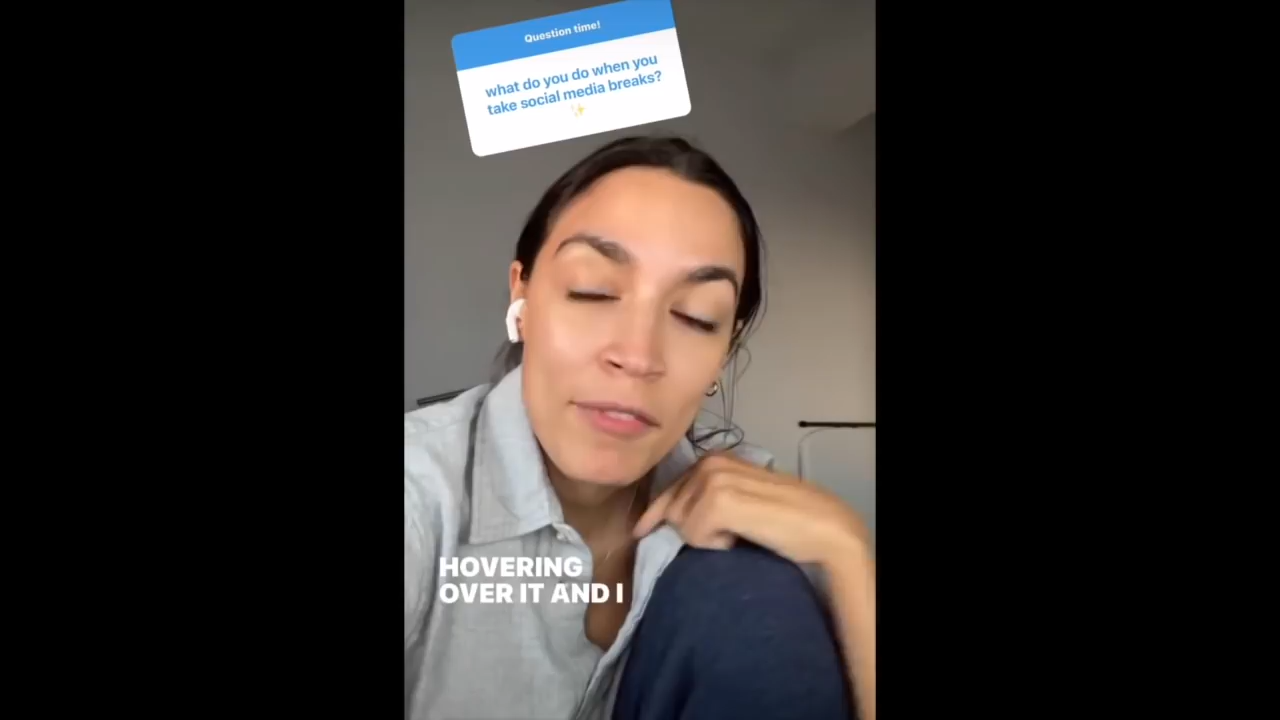 Question time!
what do you do when you
take social media breaks?
✨
HOVERING
OVER IT AND I